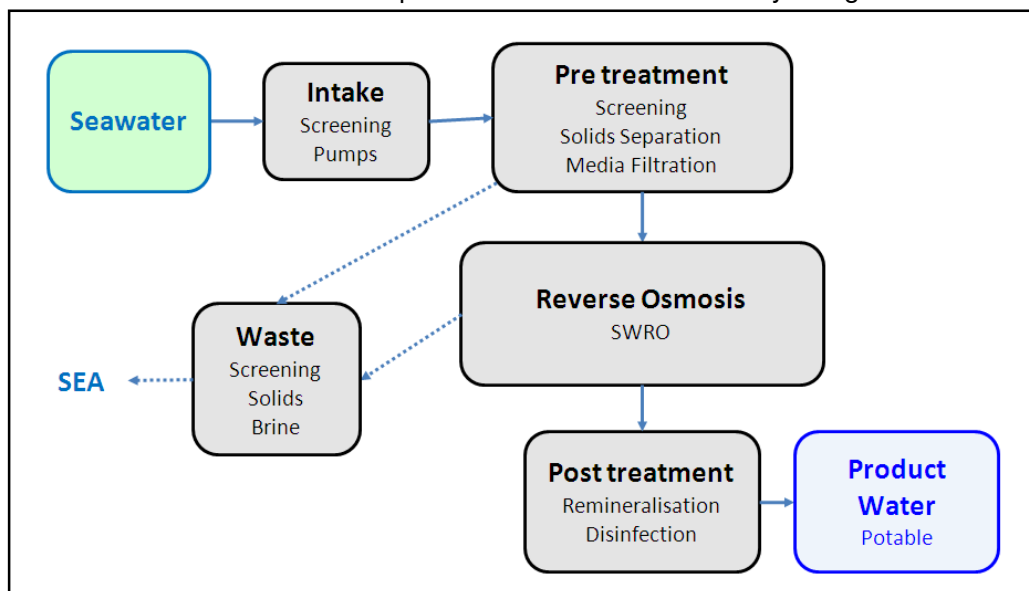 Seawater
Intake
Screening
Pumps
Pre treatment
Screening
Solids Separation
Media Filtration
Reverse Osmosis
SWRO
Waste
Screening
Solids
Brine
SEA
Post treatment
Remineralisation
Disinfection
Product
Water
Potable